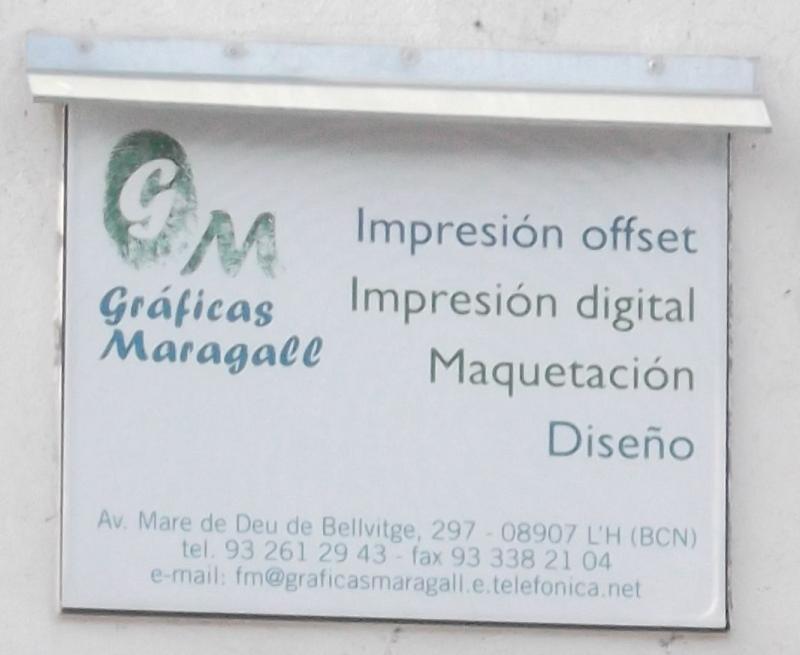 GM
Gráficas
Maragall
Impresión offset
Impresión digital
Maquetación
Diseño
Av. Mare de Deu de Bellvitge, 297 - 08907 L'H (BCN)
tel. 93 261 29 43 - fax 93 338 21 04
e-mail: fm@graficasmaragall.e.telefonica.net